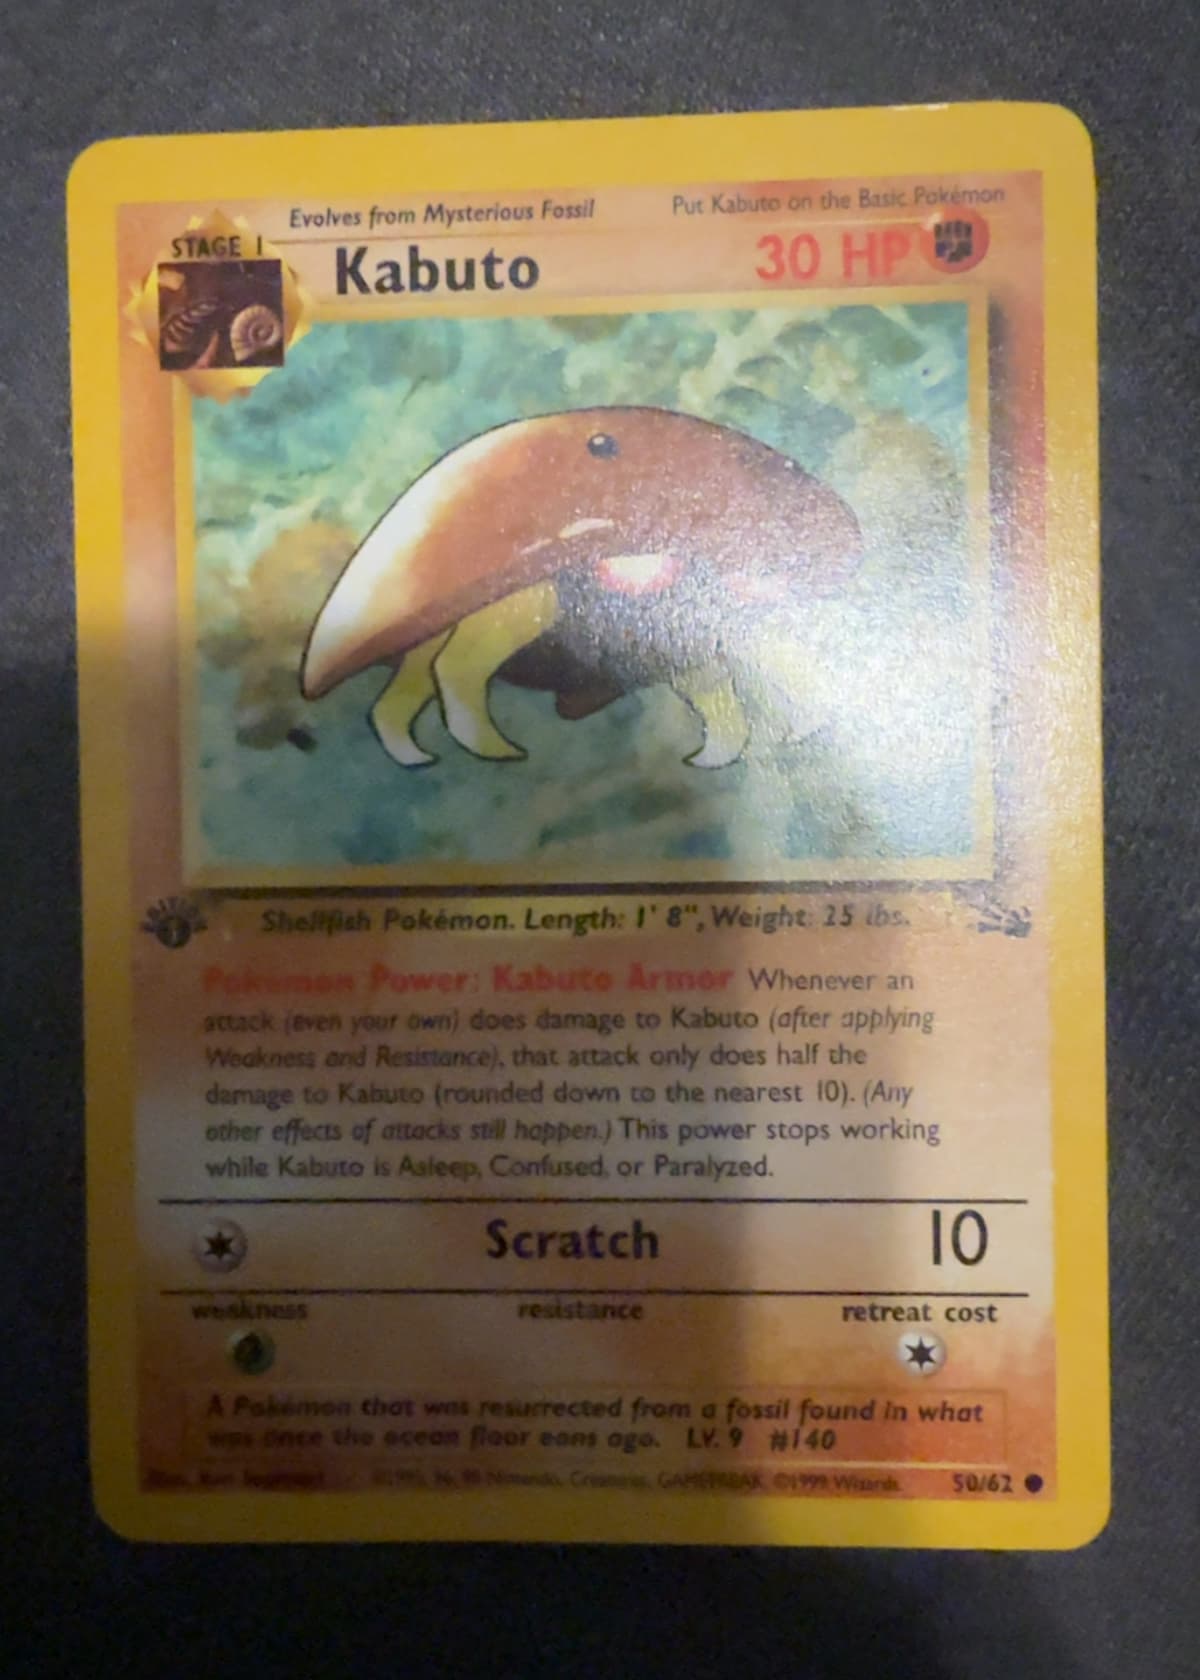 Evolves from Mysterious Fossil Put Kabuto on the Basic Pokémon
STAGE 1 Kabuto 30 HP
EDITION 1
Shellfish Pokémon. Length: 1' 8", Weight: 25 lbs.
Pokémon Power: Kabuto Armor Whenever an
attack (even your own) does damage to Kabuto (after applying
Weakness and Resistance), that attack only does half the
damage to Kabuto (rounded down to the nearest 10). (Any
other effects of attacks still happen.) This power stops working
while Kabuto is Asleep, Confused, or Paralyzed.
Scratch 10
weakness resistance retreat cost
A Pokémon that was resurrected from a fossil found in what
was once the ocean floor eons ago. LV. 9 #140
Nintendo, Creatures, GAMEFREAK. ©1999 Wizards. 50/62